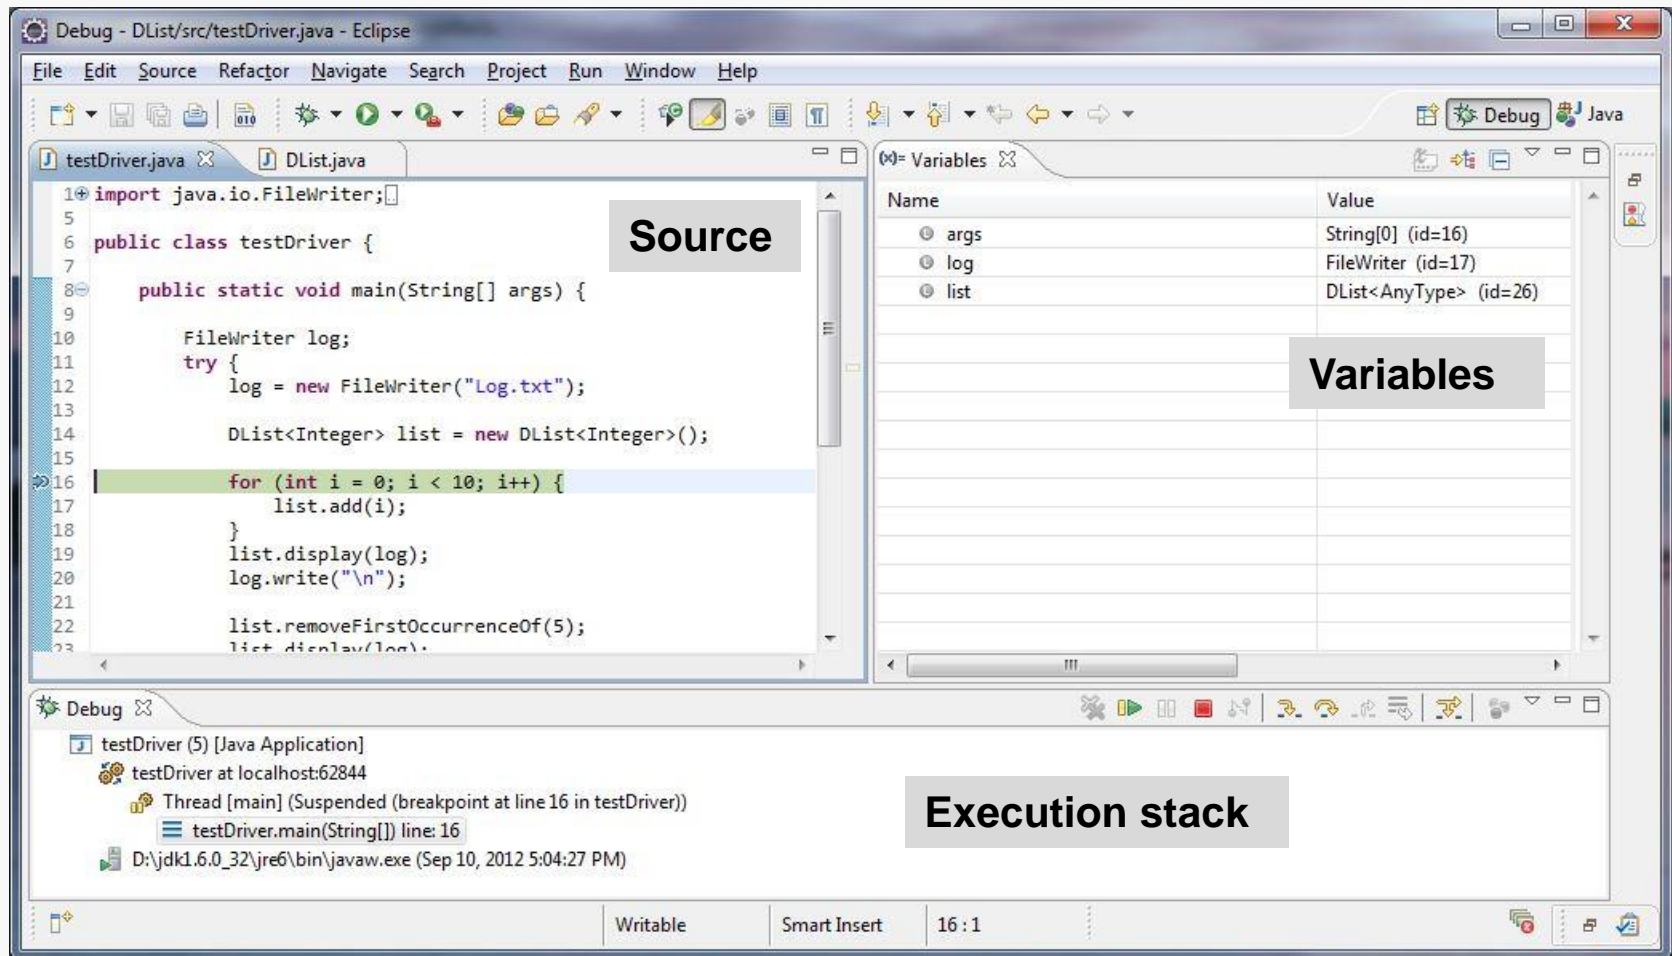 Debug - DList/src/testDriver.java - Eclipse
File Edit Source Refactor Navigate Search Project Run Window Help
Debug Java
testDriver.java DList.java
1 import java.io.FileWriter;
5
6 public class testDriver {
7
8 public static void main(String[] args) {
9
10 FileWriter log;
11 try {
12 log = new FileWriter("Log.txt");
13
14 DList<Integer> list = new DList<Integer>();
15
16 for (int i = 0; i < 10; i++) {
17 list.add(i);
18 }
19 list.display(log);
20 log.write("\n");
21
22 list.removeFirstOccurrenceOf(5);
23 list.display(log);
Source
(x)= Variables
Name Value
args String[0] (id=16)
log FileWriter (id=17)
list DList<AnyType> (id=26)
Variables
Debug
testDriver (5) [Java Application]
testDriver at localhost:62844
Thread [main] (Suspended (breakpoint at line 16 in testDriver))
testDriver.main(String[]) line: 16
D:\jdk1.6.0_32\jre6\bin\javaw.exe (Sep 10, 2012 5:04:27 PM)
Execution stack
Writable Smart Insert 16 : 1